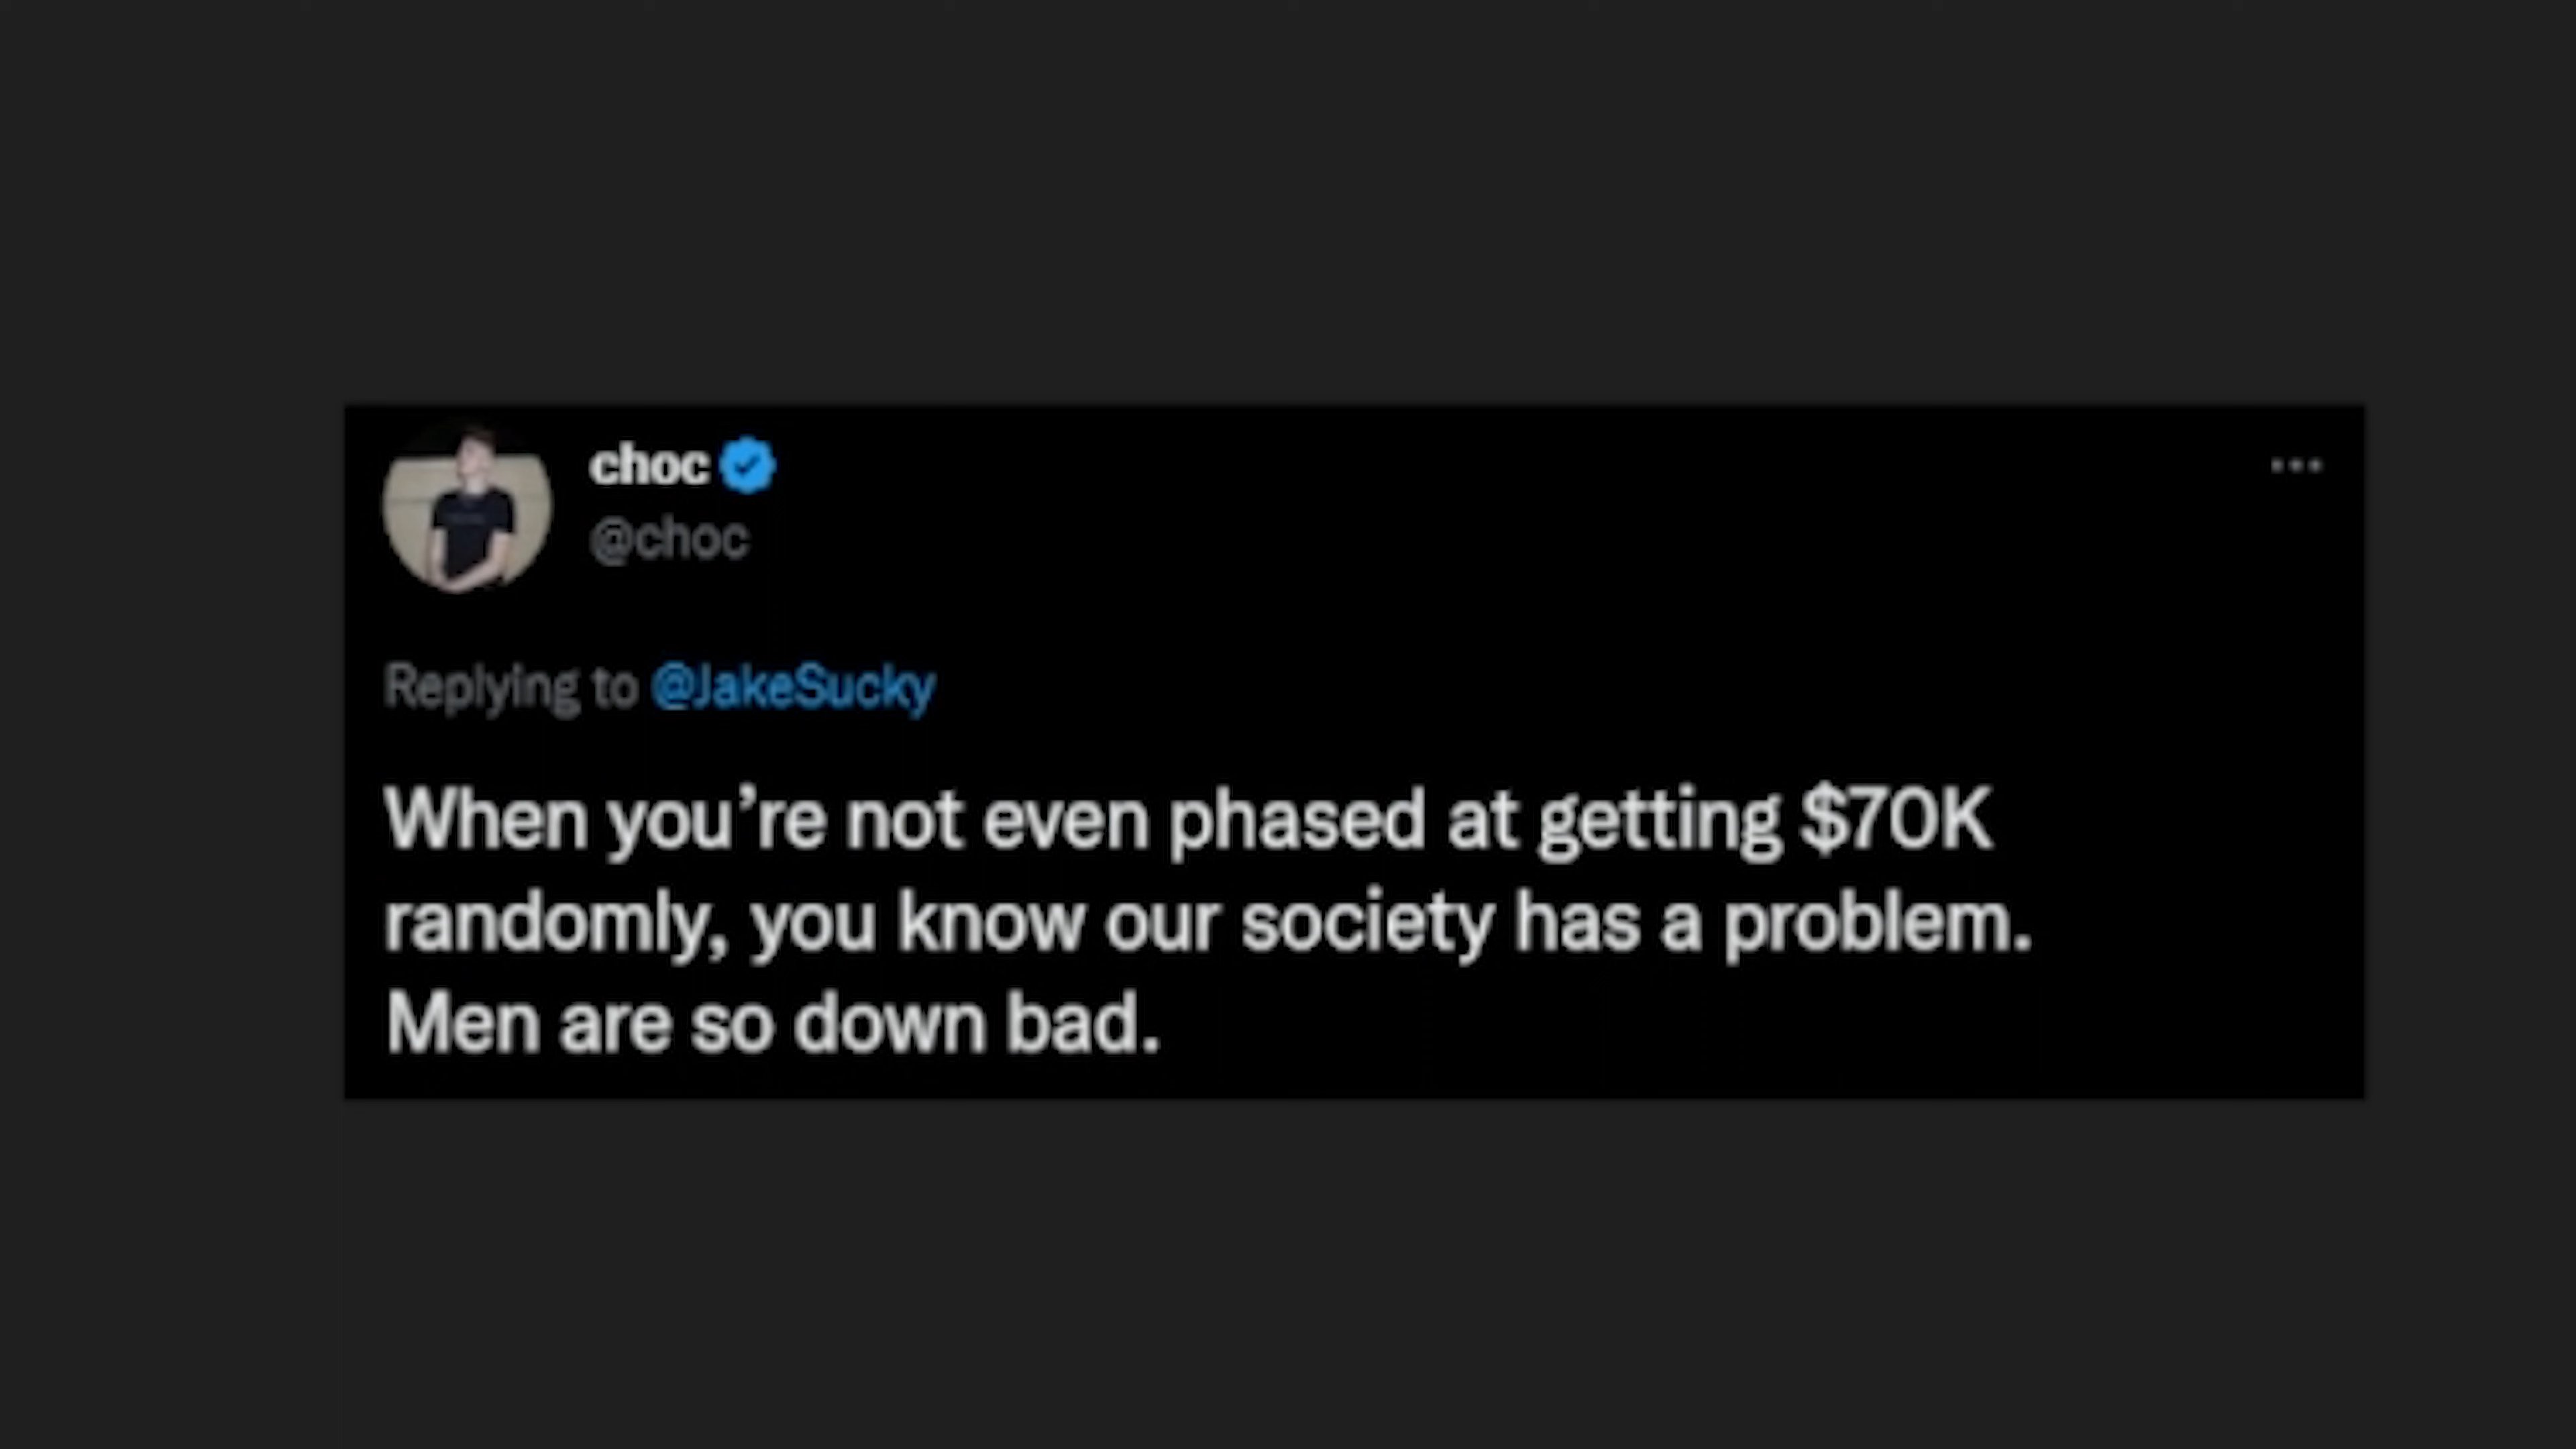 choc
@choc
Replying to @JakeSucky
When you’re not even phased at getting $70K
randomly, you know our society has a problem.
Men are so down bad.